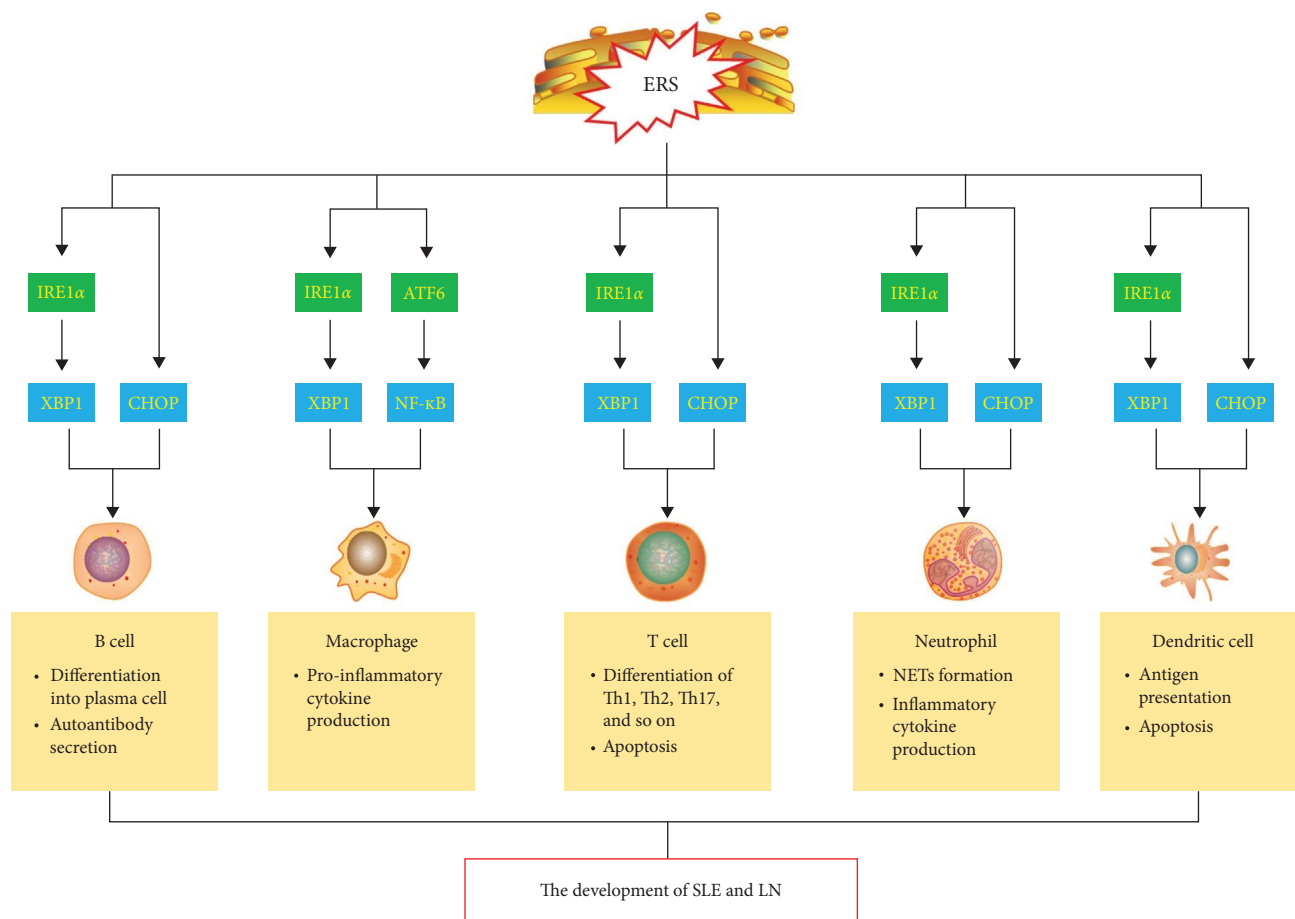 ERS
IRE1α
IRE1α
ATF6
IRE1α
IRE1α
IRE1α
XBP1
CHOP
XBP1
NF-κB
XBP1
CHOP
XBP1
CHOP
XBP1
CHOP
B cell
• Differentiation
into plasma cell
• Autoantibody
secretion
Macrophage
• Pro-inflammatory
cytokine
production
T cell
• Differentiation of
Th1, Th2, Th17,
and so on
• Apoptosis
Neutrophil
• NETs formation
• Inflammatory
cytokine
production
Dendritic cell
• Antigen
presentation
• Apoptosis
The development of SLE and LN